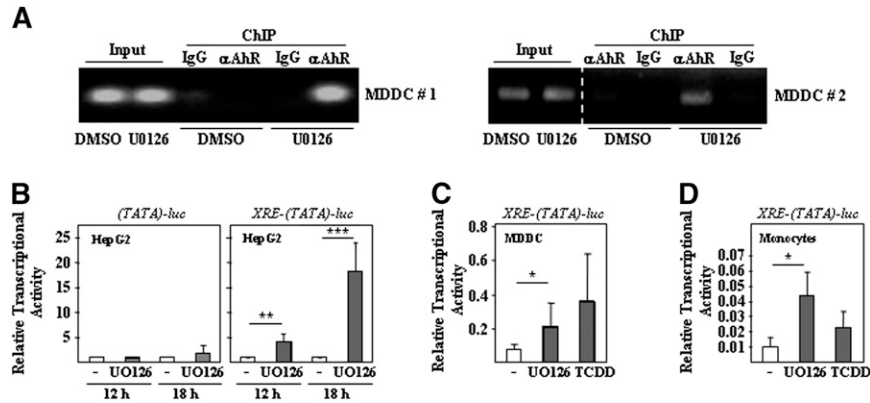 A
Input
ChIP
IgG αAhR IgG αAhR
MDDC # 1
DMSO U0126 DMSO U0126
Input
ChIP
IgG αAhR αAhR IgG
MDDC # 2
DMSO U0126 DMSO U0126
B
(TATA)-luc
XRE-(TATA)-luc
Relative Transcriptional
Activity
25
20
15
10
5
HepG2
HepG2
**
***
- UO126 - UO126 - UO126 - UO126
12 h 18 h 12 h 18 h
C
XRE-(TATA)-luc
Relative Transcriptional
Activity
0.8
0.6
0.4
0.2
MDDC
*
- UO126 TCDD
D
XRE-(TATA)-luc
Relative Transcriptional
Activity
0.07
0.06
0.05
0.04
0.03
0.02
0.01
Monocytes
*
- UO126 TCDD